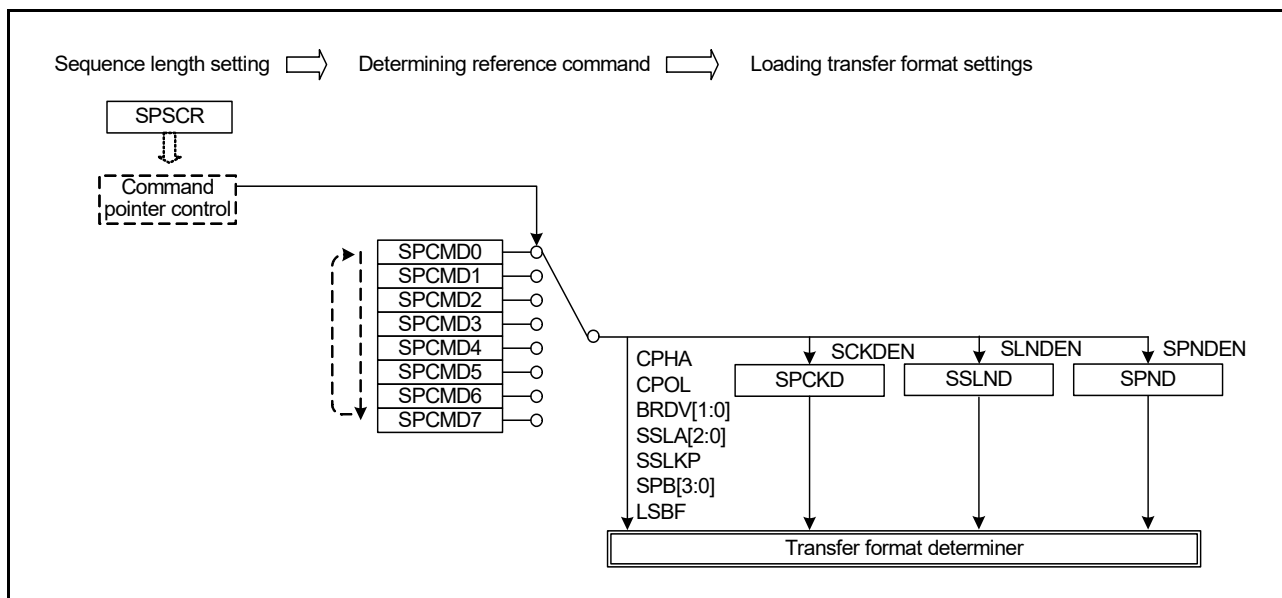 Sequence length setting
Determining reference command
Loading transfer format settings
SPSCR
Command
pointer control
SPCMD0
SPCMD1
SPCMD2
SPCMD3
SPCMD4
SPCMD5
SPCMD6
SPCMD7
CPHA
CPOL
BRDV[1:0]
SSLA[2:0]
SSLKP
SPB[3:0]
LSBF
SCKDEN
SPCKD
SLNDEN
SSLND
SPNDEN
SPND
Transfer format determiner